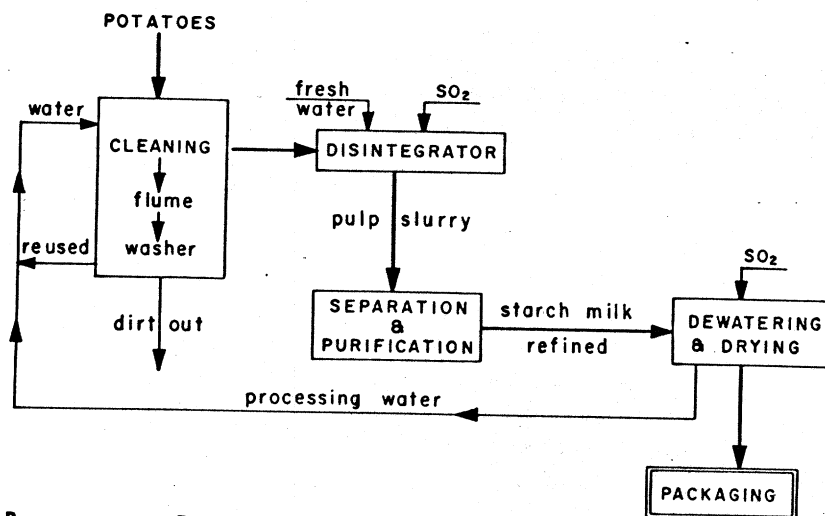 POTATOES
fresh
water
SO₂
water
CLEANING
flume
washer
DISINTEGRATOR
reused
pulp slurry
SO₂
dirt out
SEPARATION
&
PURIFICATION
starch milk
refined
DEWATERING
& DRYING
processing water
PACKAGING